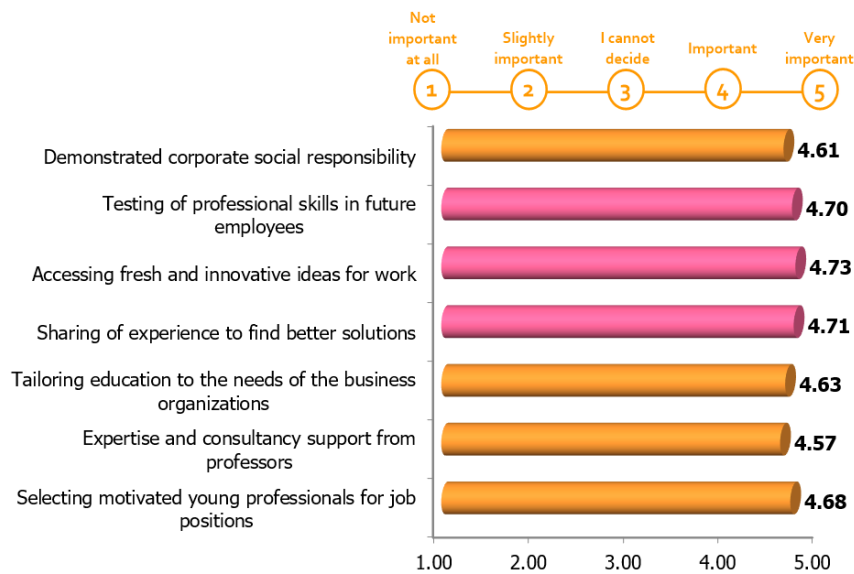 Not
important
at all
Slightly
important
I cannot
decide
Important
Very
important
1
2
3
4
5
Demonstrated corporate social responsibility
4.61
Testing of professional skills in future
employees
4.70
Accessing fresh and innovative ideas for work
4.73
Sharing of experience to find better solutions
4.71
Tailoring education to the needs of the business
organizations
4.63
Expertise and consultancy support from
professors
4.57
Selecting motivated young professionals for job
positions
4.68
1.00 2.00 3.00 4.00 5.00